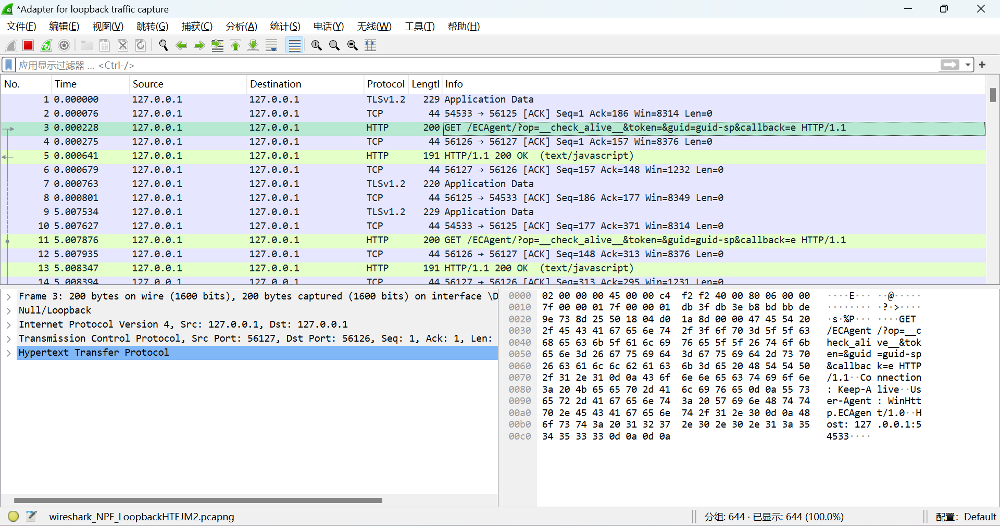 *Adapter for loopback traffic capture
文件(F) 编辑(E) 视图(V) 跳转(G) 捕获(C) 分析(A) 统计(S) 电话(Y) 无线(W) 工具(T) 帮助(H)
应用显示过滤器 … <Ctrl-/>
No. Time Source Destination Protocol Lengtl Info
1 0.000000 127.0.0.1 127.0.0.1 TLSv1.2 229 Application Data
2 0.000076 127.0.0.1 127.0.0.1 TCP 44 54533 → 56125 [ACK] Seq=1 Ack=186 Win=8314 Len=0
3 0.000228 127.0.0.1 127.0.0.1 HTTP 200 GET /ECAgent/?op=__check_alive__&token=&guid=guid-sp&callback=e HTTP/1.1
4 0.000275 127.0.0.1 127.0.0.1 TCP 44 56126 → 56127 [ACK] Seq=1 Ack=157 Win=8376 Len=0
5 0.000641 127.0.0.1 127.0.0.1 HTTP 191 HTTP/1.1 200 OK (text/javascript)
6 0.000679 127.0.0.1 127.0.0.1 TCP 44 56127 → 56126 [ACK] Seq=157 Ack=148 Win=1232 Len=0
7 0.000763 127.0.0.1 127.0.0.1 TLSv1.2 220 Application Data
8 0.000801 127.0.0.1 127.0.0.1 TCP 44 56125 → 54533 [ACK] Seq=186 Ack=177 Win=8349 Len=0
9 5.007534 127.0.0.1 127.0.0.1 TLSv1.2 229 Application Data
10 5.007627 127.0.0.1 127.0.0.1 TCP 44 54533 → 56125 [ACK] Seq=177 Ack=371 Win=8314 Len=0
11 5.007876 127.0.0.1 127.0.0.1 HTTP 200 GET /ECAgent/?op=__check_alive__&token=&guid=guid-sp&callback=e HTTP/1.1
12 5.007935 127.0.0.1 127.0.0.1 TCP 44 56126 → 56127 [ACK] Seq=148 Ack=313 Win=8376 Len=0
13 5.008347 127.0.0.1 127.0.0.1 HTTP 191 HTTP/1.1 200 OK (text/javascript)
14 5.008394 127.0.0.1 127.0.0.1 TCP 44 56127 → 56126 [ACK] Seq=313 Ack=295 Win=1231 Len=0
Frame 3: 200 bytes on wire (1600 bits), 200 bytes captured (1600 bits) on interface \D
Null/Loopback
Internet Protocol Version 4, Src: 127.0.0.1, Dst: 127.0.0.1
Transmission Control Protocol, Src Port: 56127, Dst Port: 56126, Seq: 1, Ack: 1, Len:
Hypertext Transfer Protocol
0000 02 00 00 00 45 00 00 c4 f2 f2 40 00 80 06 00 00 ····E··· ··@·····
0010 7f 00 00 01 7f 00 00 01 db 3f db 3e b8 bd bb de ········ ·?·>····
0020 9e 73 8d 25 50 18 04 d0 1a 8d 00 00 47 45 54 20 ·s·%P··· ····GET
0030 2f 45 43 41 67 65 6e 74 2f 3f 6f 70 3d 5f 5f 63 /ECAgent /?op=__c
0040 68 65 63 6b 5f 61 6c 69 76 65 5f 5f 26 74 6f 6b heck_ali ve__&tok
0050 65 6e 3d 26 67 75 69 64 3d 67 75 69 64 2d 73 70 en=&guid =guid-sp
0060 26 63 61 6c 6c 62 61 63 6b 3d 65 20 48 54 54 50 &callbac k=e HTTP
0070 2f 31 2e 31 0d 0a 43 6f 6e 6e 65 63 74 69 6f 6e /1.1··Co nnection
0080 3a 20 4b 65 65 70 2d 41 6c 69 76 65 0d 0a 55 73 : Keep-A live··Us
0090 65 72 2d 41 67 65 6e 74 3a 20 57 69 6e 48 74 74 er-Agent : WinHtt
00a0 70 2e 45 43 41 67 65 6e 74 2f 31 2e 30 0d 0a 48 p.ECAgen t/1.0··H
00b0 6f 73 74 3a 20 31 32 37 2e 30 2e 30 2e 31 3a 35 ost: 127 .0.0.1:5
00c0 34 35 33 33 0d 0a 0d 0a 4533····
wireshark_NPF_LoopbackHTEJM2.pcapng 分组: 644 · 已显示: 644 (100.0%) 配置: Default